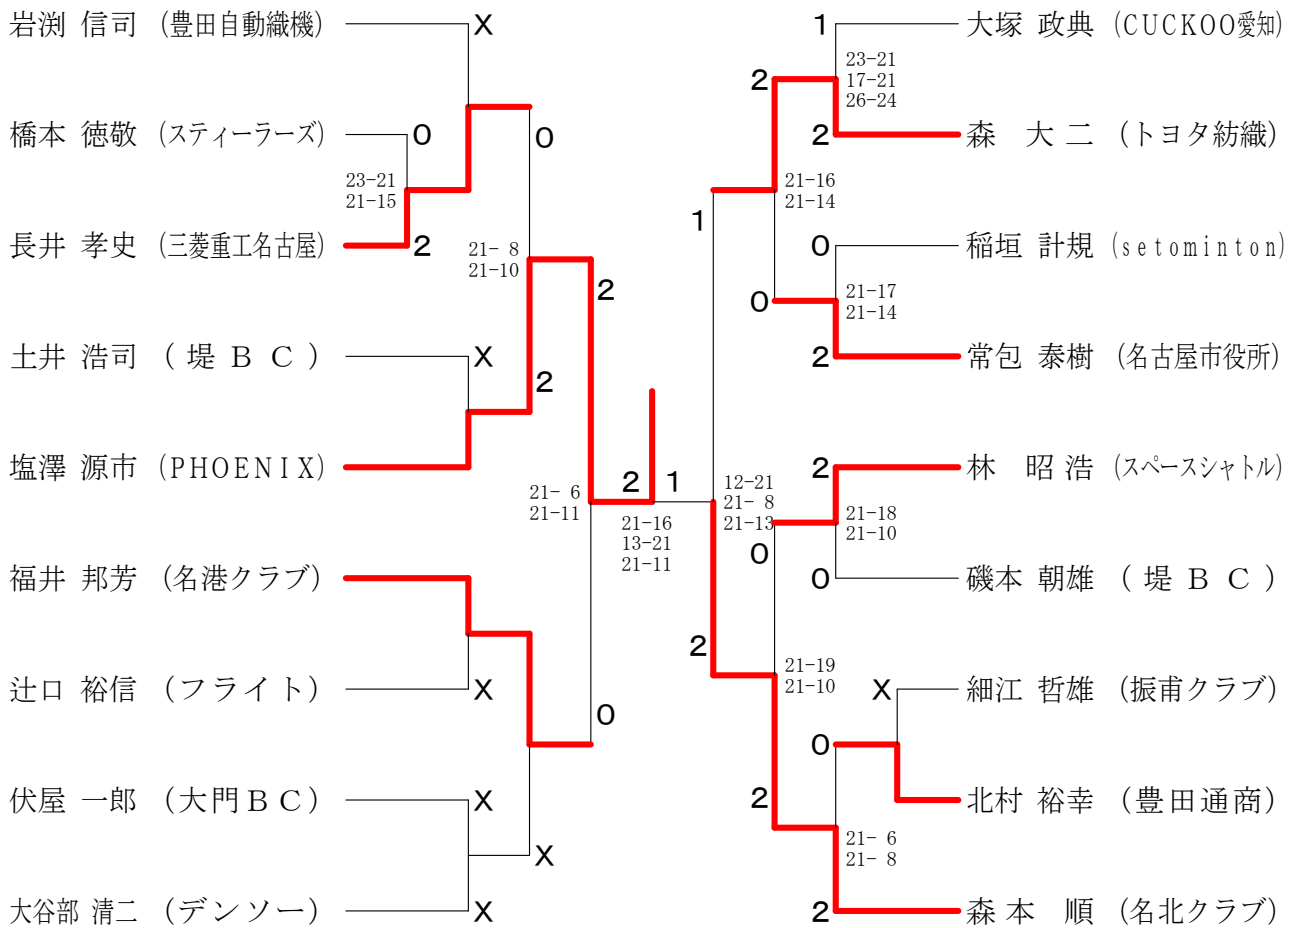 岩渕 信司 (豊田自動織機)
X
橋本 徳敬 (スティーラーズ)
0
0
23-21
21-15
長井 孝史 (三菱重工名古屋)
2
21- 8
21-10
2
土井 浩司 (堤BC)
X
2
塩澤 源市 (PHOENIX)
21- 6
21-11
福井 邦芳 (名港クラブ)
辻口 裕信 (フライト)
X
0
伏屋 一郎 (大門BC)
X
X
大谷部 清二 (デンソー)
X
2
1
21-16
13-21
21-11
1
大塚 政典 (CUCKOO愛知)
23-21
17-21
26-24
2
2
森 大二 (トヨタ紡織)
21-16
21-14
1
0
稲垣 計規 (setominton)
21-17
21-14
0
2
常包 泰樹 (名古屋市役所)
2
林 昭浩 (スペースシャトル)
12-21
21- 8
21-13
21-18
21-10
0
0
磯本 朝雄 (堤BC)
2
21-19
21-10
X
細江 哲雄 (振甫クラブ)
0
2
北村 裕幸 (豊田通商)
21- 6
21- 8
2
森本 順 (名北クラブ)